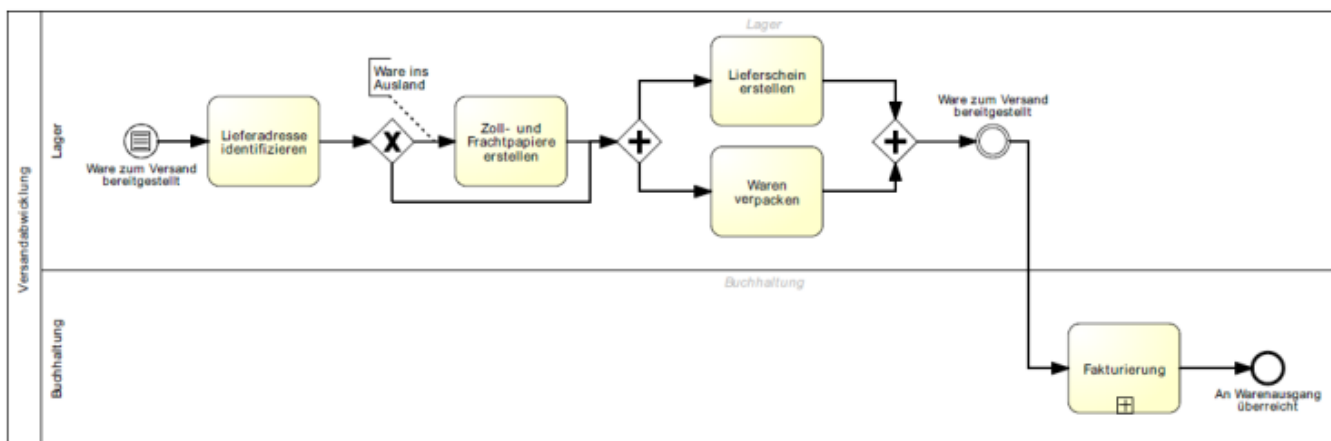 Versandabwicklung
Lager
Lager
Ware zum Versand
bereitgestellt
Lieferadresse
identifizieren
Ware ins
Ausland
X
Zoll- und
Frachtpapiere
erstellen
Lieferschein
erstellen
Waren
verpacken
Ware zum Versand
bereitgestellt
Buchhaltung
Buchhaltung
Fakturierung
An Warenausgang
überreicht